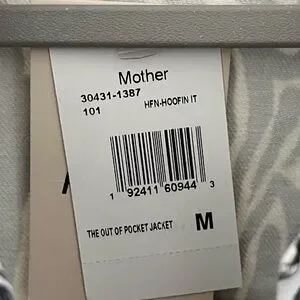 Mother
30431-1387
101 HFN-HOOFIN IT
1 92411 60944 3
THE OUT OF POCKET JACKET M